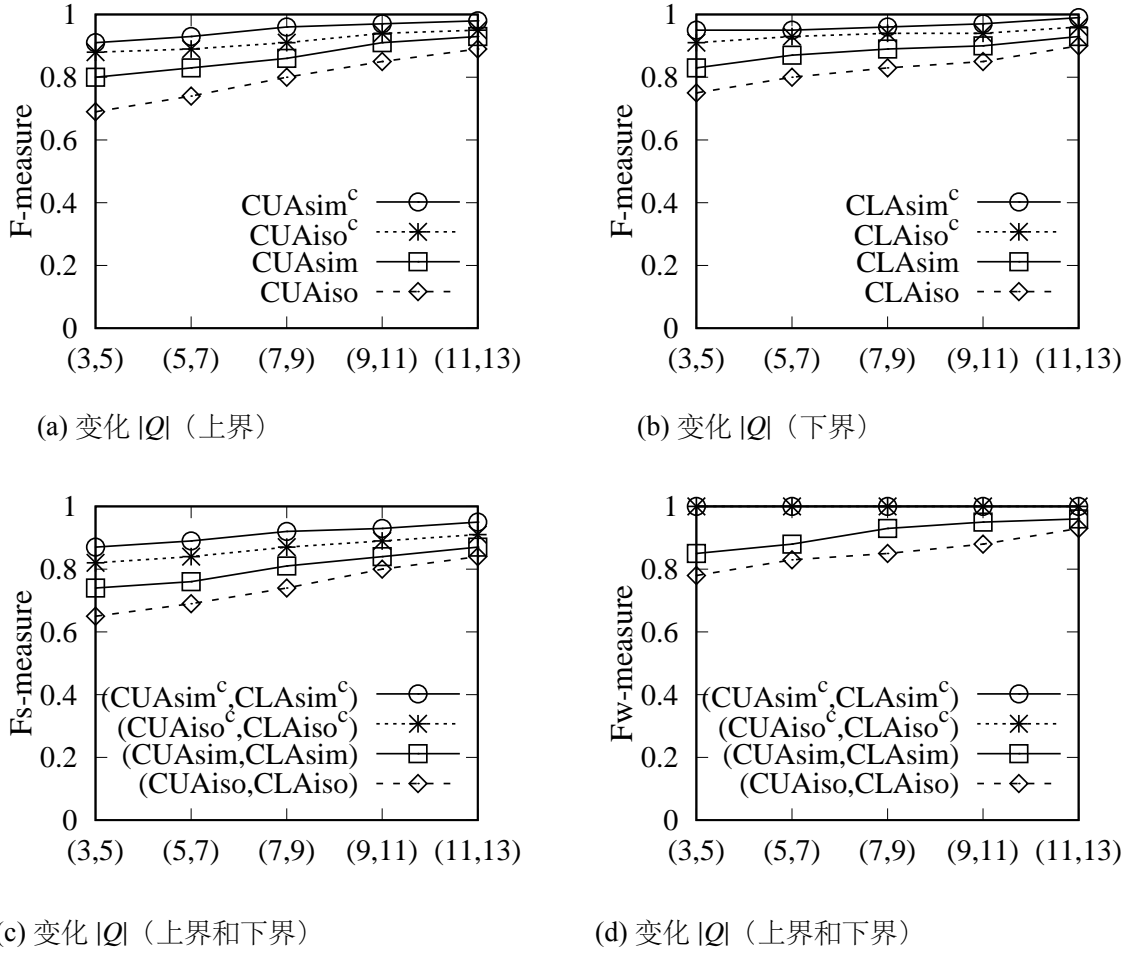 1
0.8
0.6
0.4
0.2
0
F-measure
CUAsim^c
CUAiso^c
CUAsim
CUAiso
(3,5) (5,7) (7,9) (9,11) (11,13)
(a) 变化 |Q|（上界）
1
0.8
0.6
0.4
0.2
0
F-measure
CLAsim^c
CLAiso^c
CLAsim
CLAiso
(3,5) (5,7) (7,9) (9,11) (11,13)
(b) 变化 |Q|（下界）
1
0.8
0.6
0.4
0.2
0
Fs-measure
(CUAsim^c,CLAsim^c)
(CUAiso^c,CLAiso^c)
(CUAsim,CLAsim)
(CUAiso,CLAiso)
(3,5) (5,7) (7,9) (9,11) (11,13)
(c) 变化 |Q|（上界和下界）
1
0.8
0.6
0.4
0.2
0
Fw-measure
(CUAsim^c,CLAsim^c)
(CUAiso^c,CLAiso^c)
(CUAsim,CLAsim)
(CUAiso,CLAiso)
(3,5) (5,7) (7,9) (9,11) (11,13)
(d) 变化 |Q|（上界和下界）